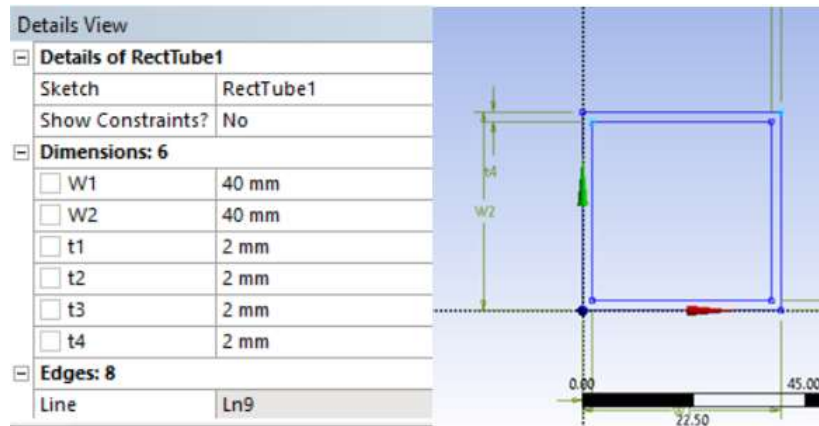 Details View
Details of RectTube1
Sketch RectTube1
Show Constraints? No
Dimensions: 6
W1 40 mm
W2 40 mm
t1 2 mm
t2 2 mm
t3 2 mm
t4 2 mm
Edges: 8
Line Ln9
t4
W2
0.00 45.00
22.50